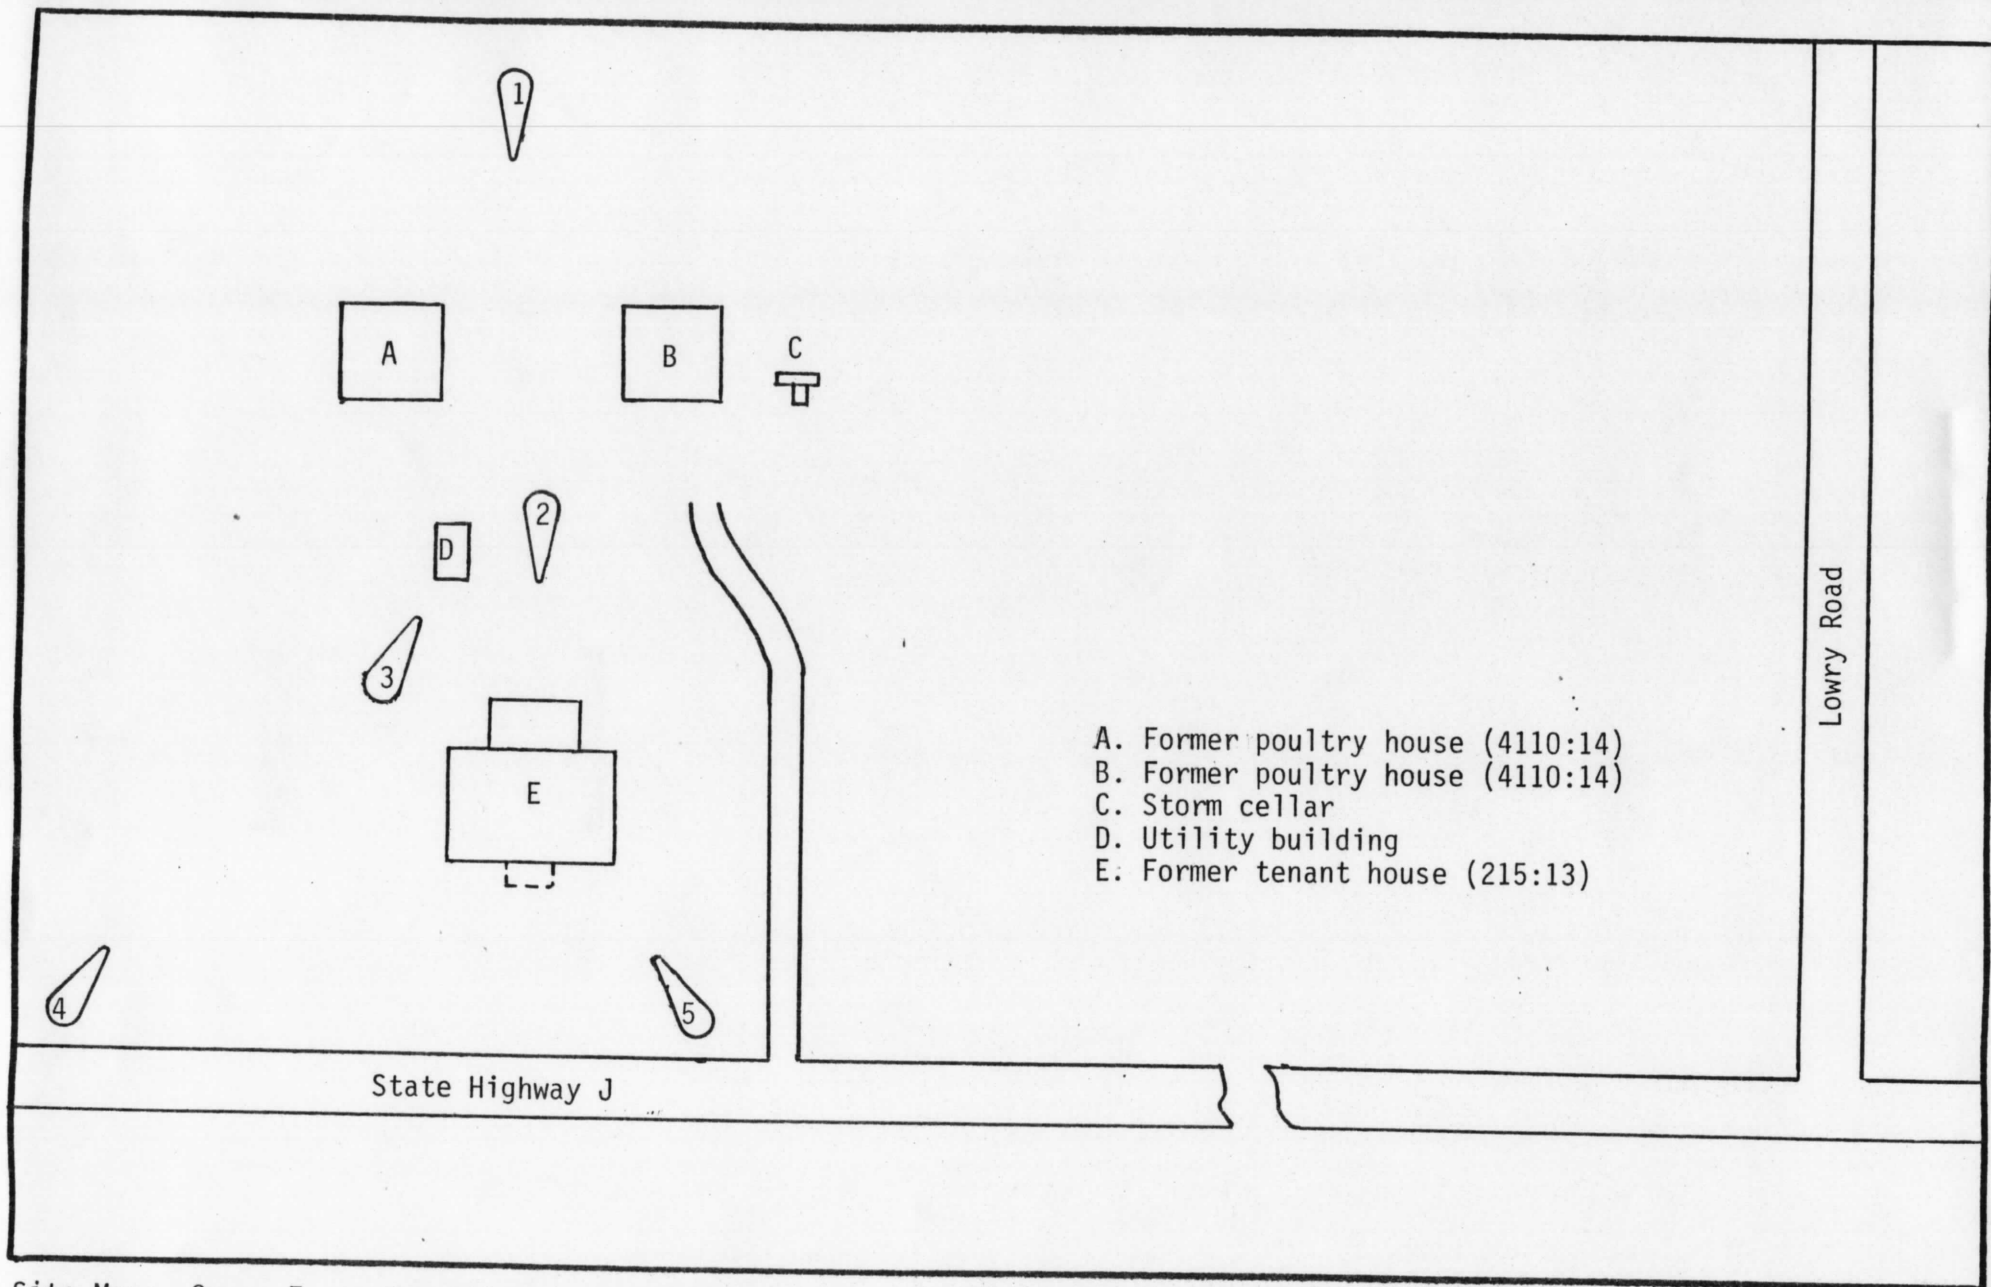 1
A
B
C
2
D
3
E
Lowry Road
A. Former poultry house (4110:14)
B. Former poultry house (4110:14)
C. Storm cellar
D. Utility building
E. Former tenant house (215:13)
4
5
State Highway J